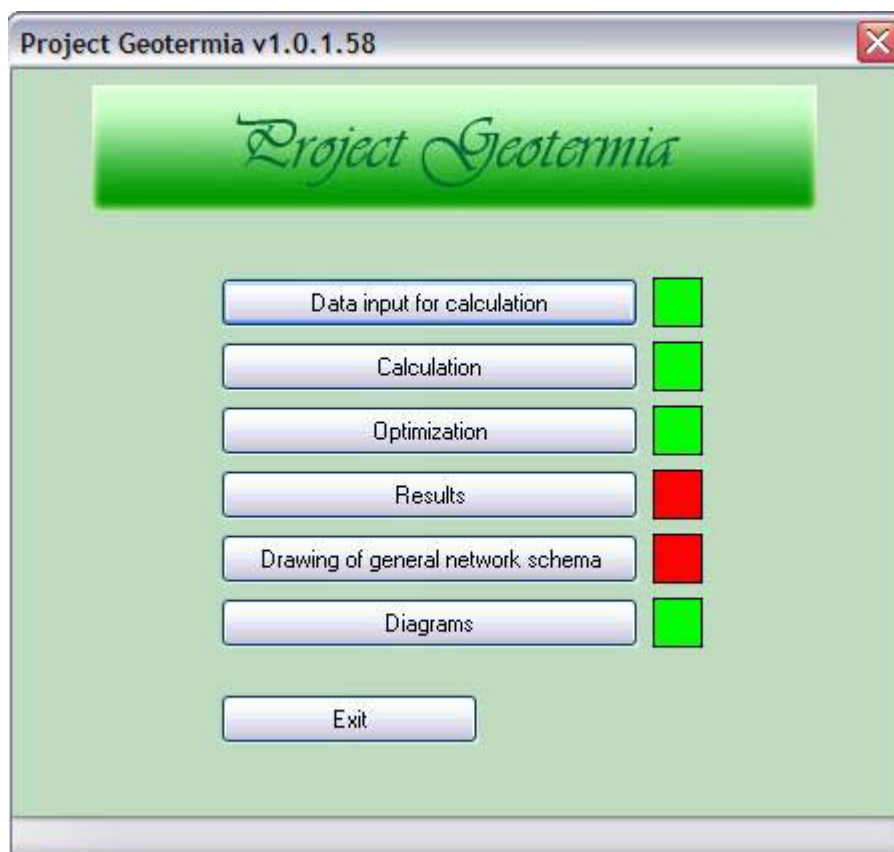 Project Geotermia v1.0.1.58
Project Geotermia
Data input for calculation
Calculation
Optimization
Results
Drawing of general network schema
Diagrams
Exit